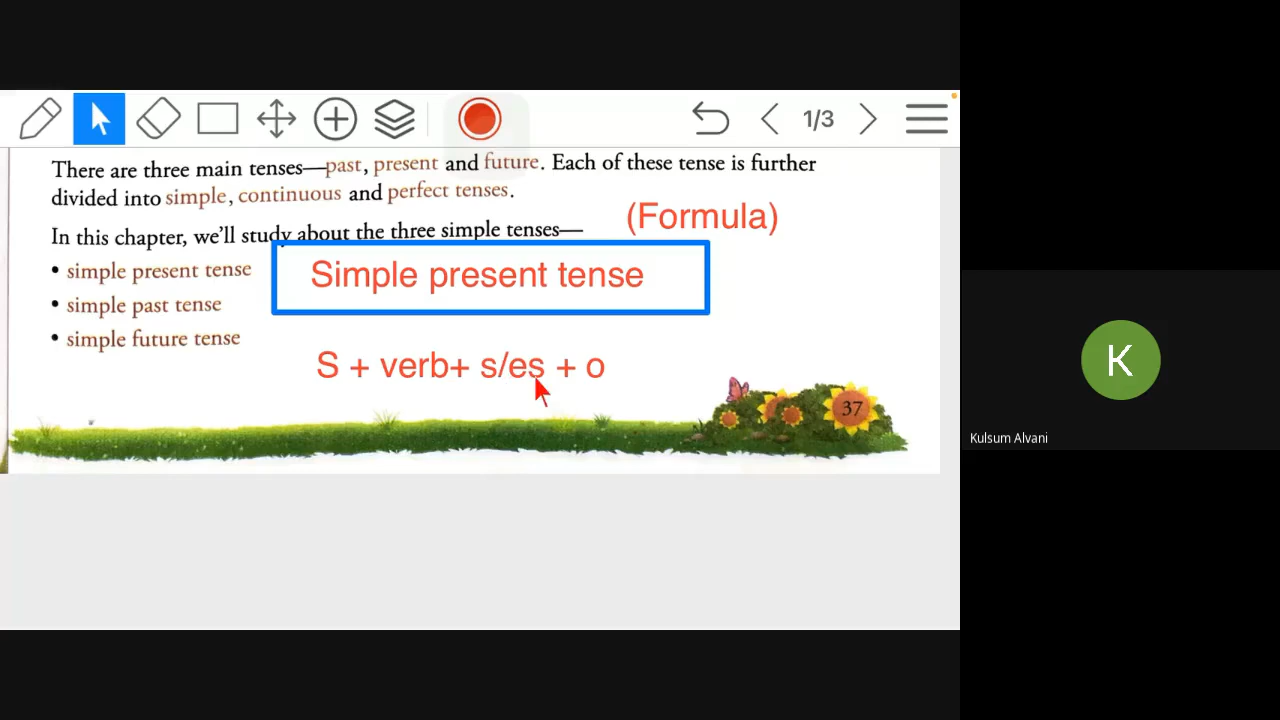 1/3
There are three main tenses—past, present and future. Each of these tense is further
divided into simple, continuous and perfect tenses.
(Formula)
In this chapter, we'll study about the three simple tenses—
• simple present tense
Simple present tense
• simple past tense
• simple future tense
S + verb+ s/es + o
37
K
Kulsum Alvani